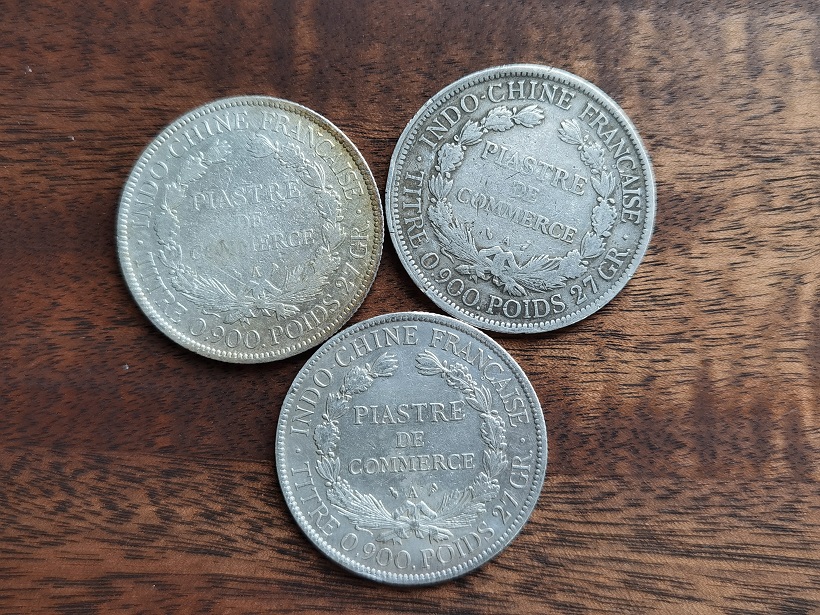 INDO-CHINE FRANÇAISE
PIASTRE
DE
COMMERCE
A
TITRE 0,900. POIDS 27 GR.
INDO-CHINE FRANÇAISE
PIASTRE
DE
COMMERCE
A
TITRE 0,900. POIDS 27 GR.
INDO-CHINE FRANÇAISE
PIASTRE
DE
COMMERCE
A
TITRE 0,900. POIDS 27 GR.